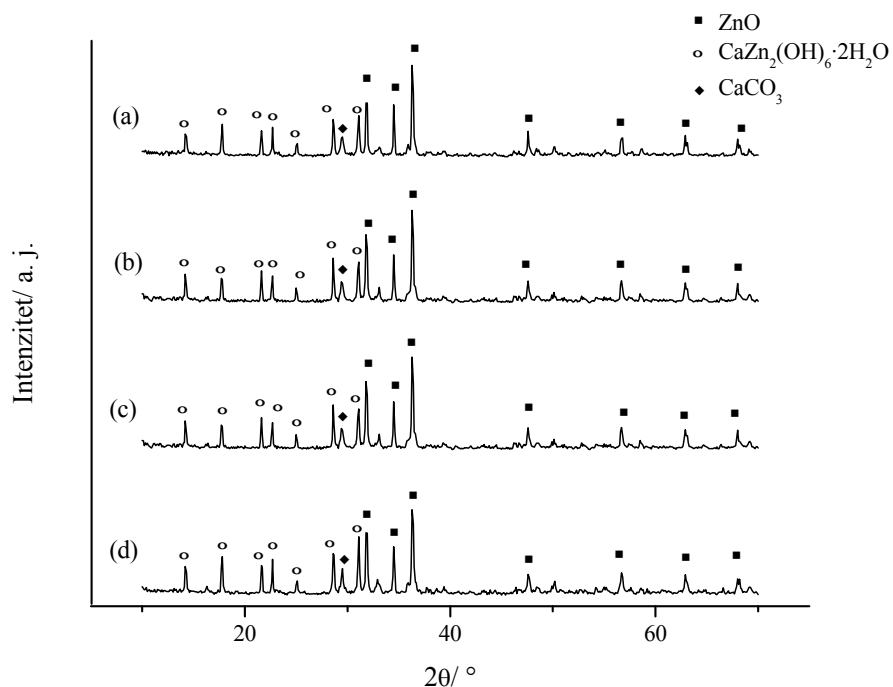 ■ ZnO
o CaZn₂(OH)₆·2H₂O
◆ CaCO₃
(a)
(b)
(c)
(d)
Intenzitet/ a. j.
20 40 60
2θ/ °